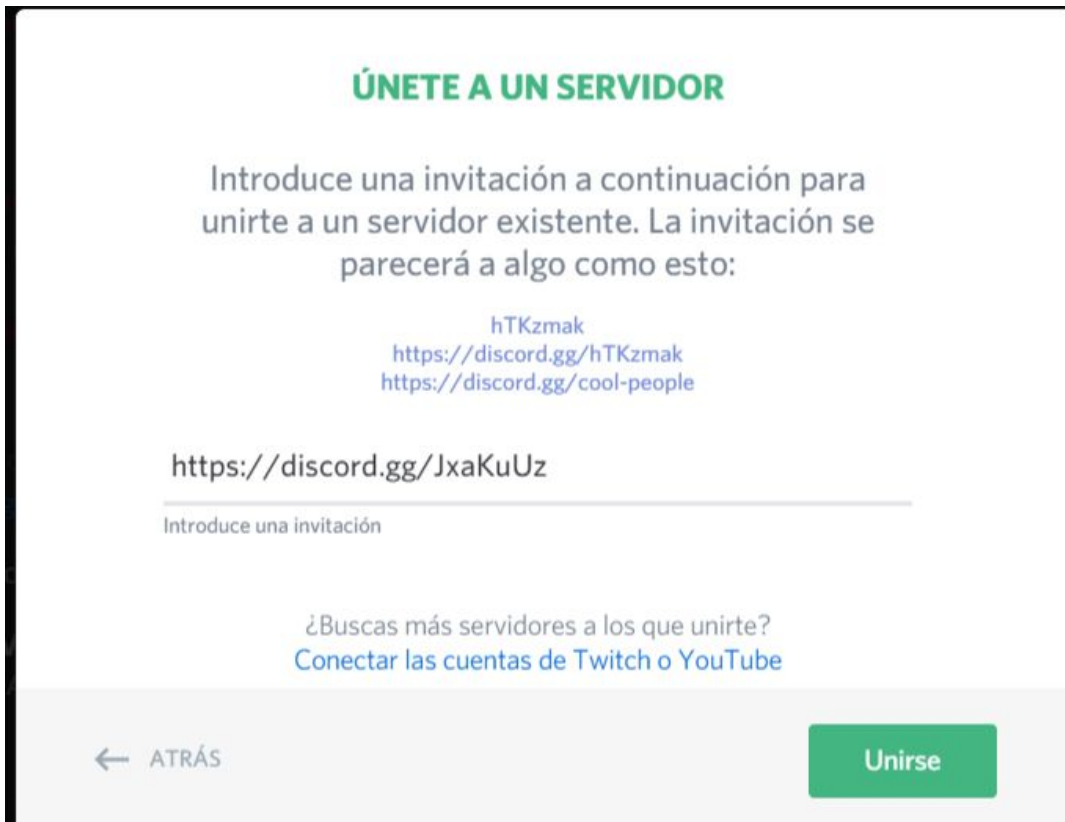 ÚNETE A UN SERVIDOR
Introduce una invitación a continuación para
unirte a un servidor existente. La invitación se
parecerá a algo como esto:
hTKzmak
https://discord.gg/hTKzmak
https://discord.gg/cool-people
https://discord.gg/JxaKuUz
Introduce una invitación
¿Buscas más servidores a los que unirte?
Conectar las cuentas de Twitch o YouTube
← ATRÁS
Unirse